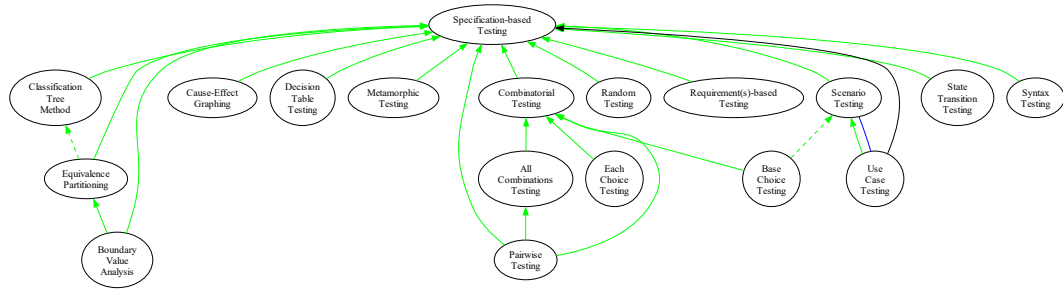 Specification-based
Testing
Classification
Tree
Method
Cause-Effect
Graphing
Decision
Table
Testing
Metamorphic
Testing
Combinatorial
Testing
Random
Testing
Requirement(s)-based
Testing
Scenario
Testing
State
Transition
Testing
Syntax
Testing
Equivalence
Partitioning
All
Combinations
Testing
Each
Choice
Testing
Base
Choice
Testing
Use
Case
Testing
Boundary
Value
Analysis
Pairwise
Testing